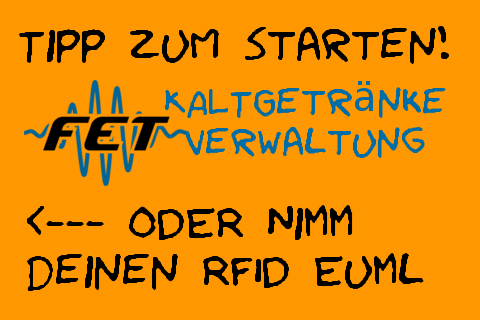 TIPP ZUM STARTEN!
FET KALTGETRÄNKE
VERWALTUNG
<--- ODER NIMM
DEINEN RFID EUML